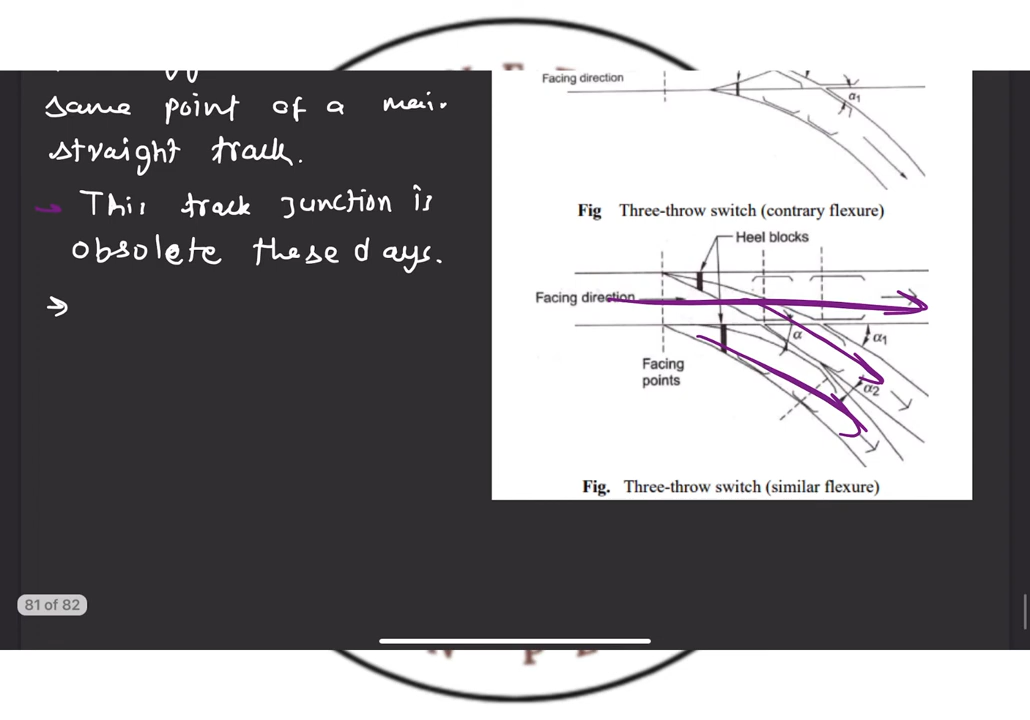 same point of a
straight track.
This track junction is
obsolete these days.
Facing direction
α1
Fig Three-throw switch (contrary flexure)
Heel blocks
Facing direction
α
α1
Facing
points
α2
Fig. Three-throw switch (similar flexure)
81 of 82